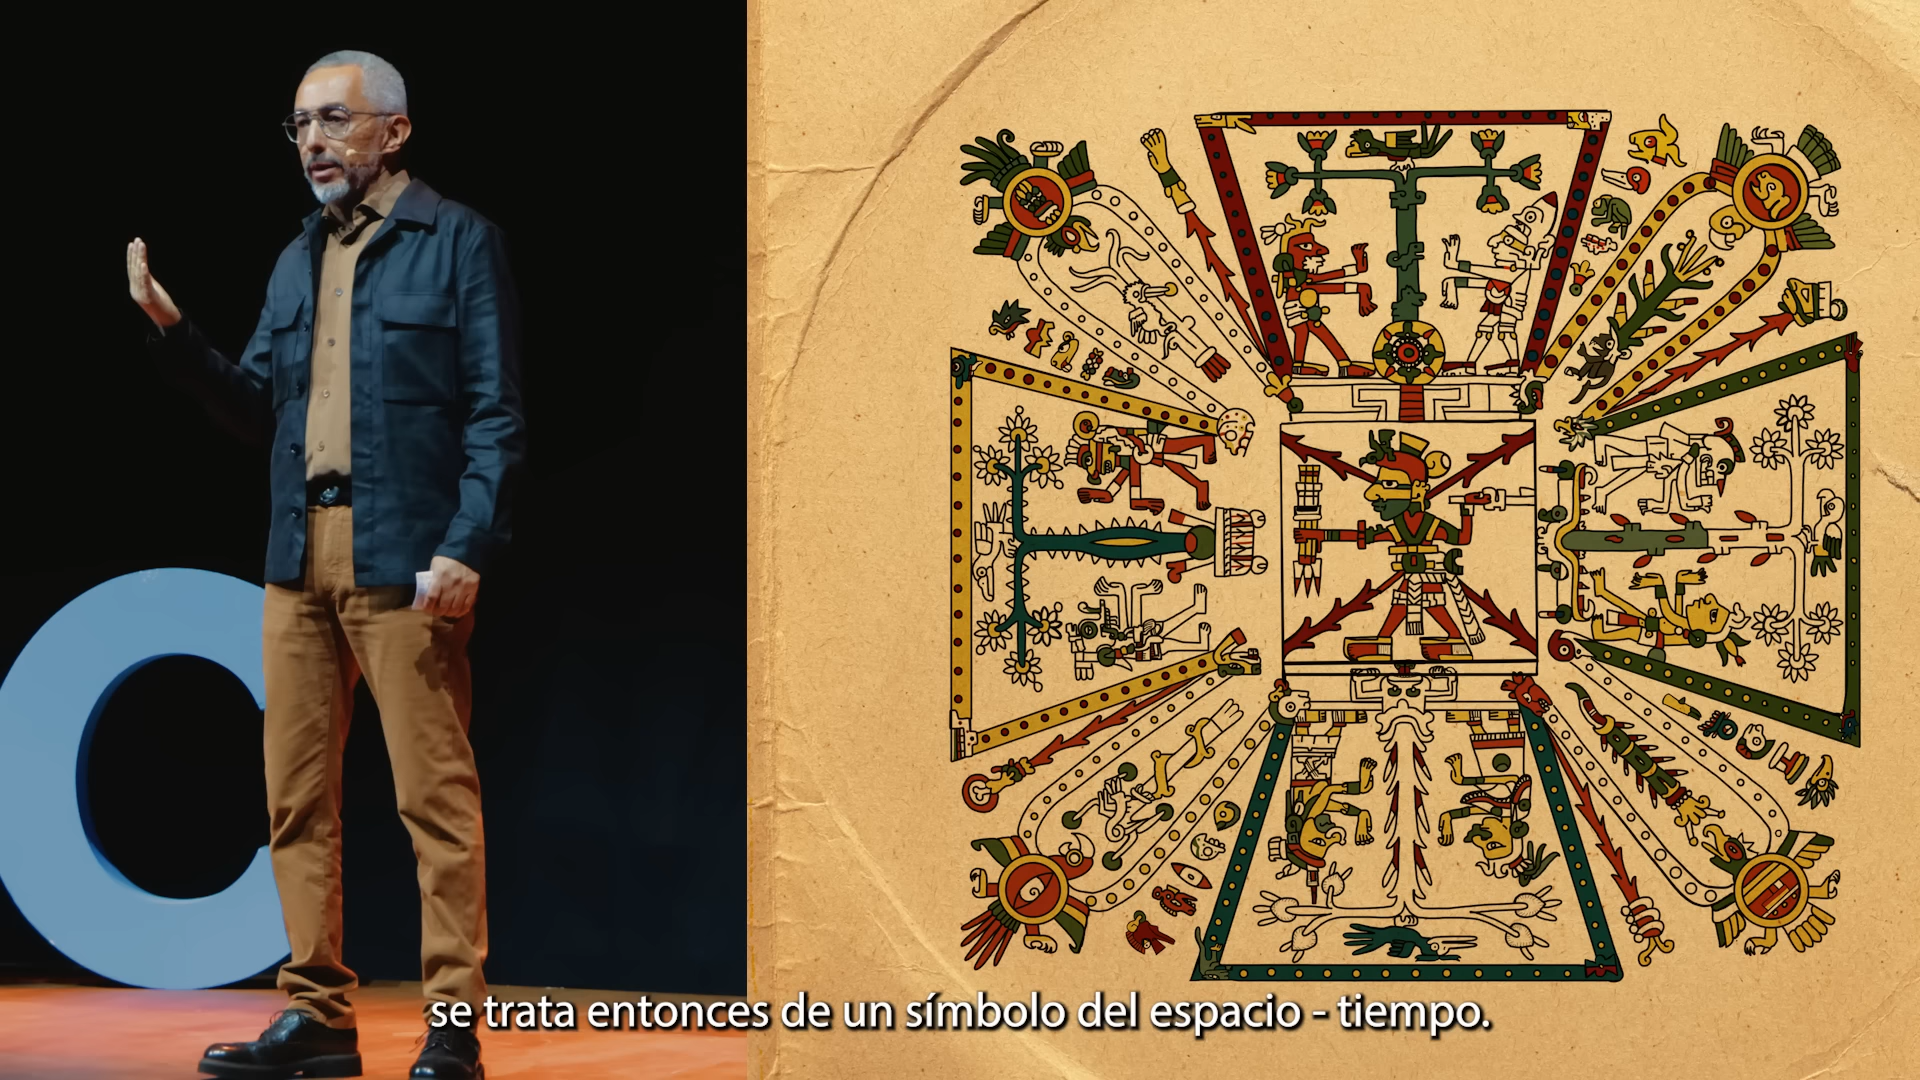 se trata entonces de un símbolo del espacio - tiempo.